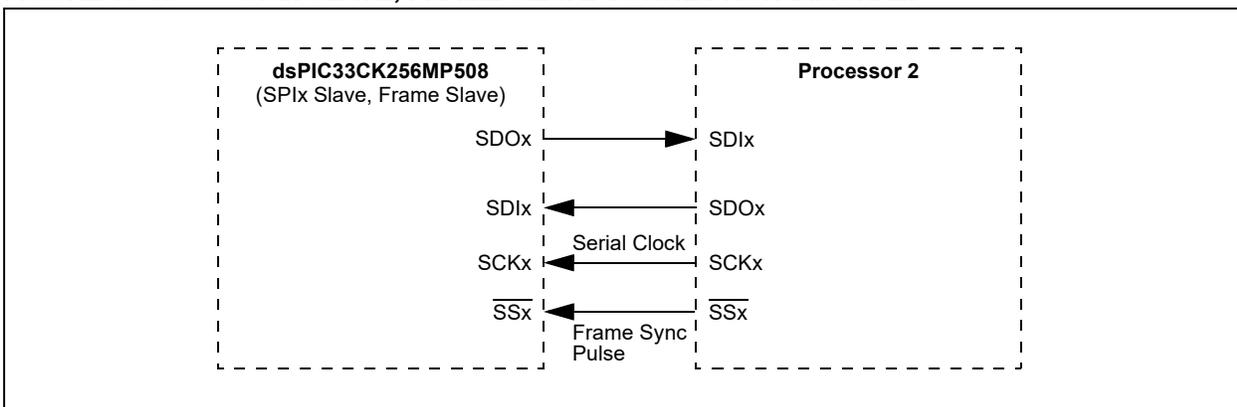 dsPIC33CK256MP508
(SPIx Slave, Frame Slave)
Processor 2
SDOx
SDIx
SDIx
SDOx
Serial Clock
SCKx
SCKx
SSx
SSx
Frame Sync
Pulse